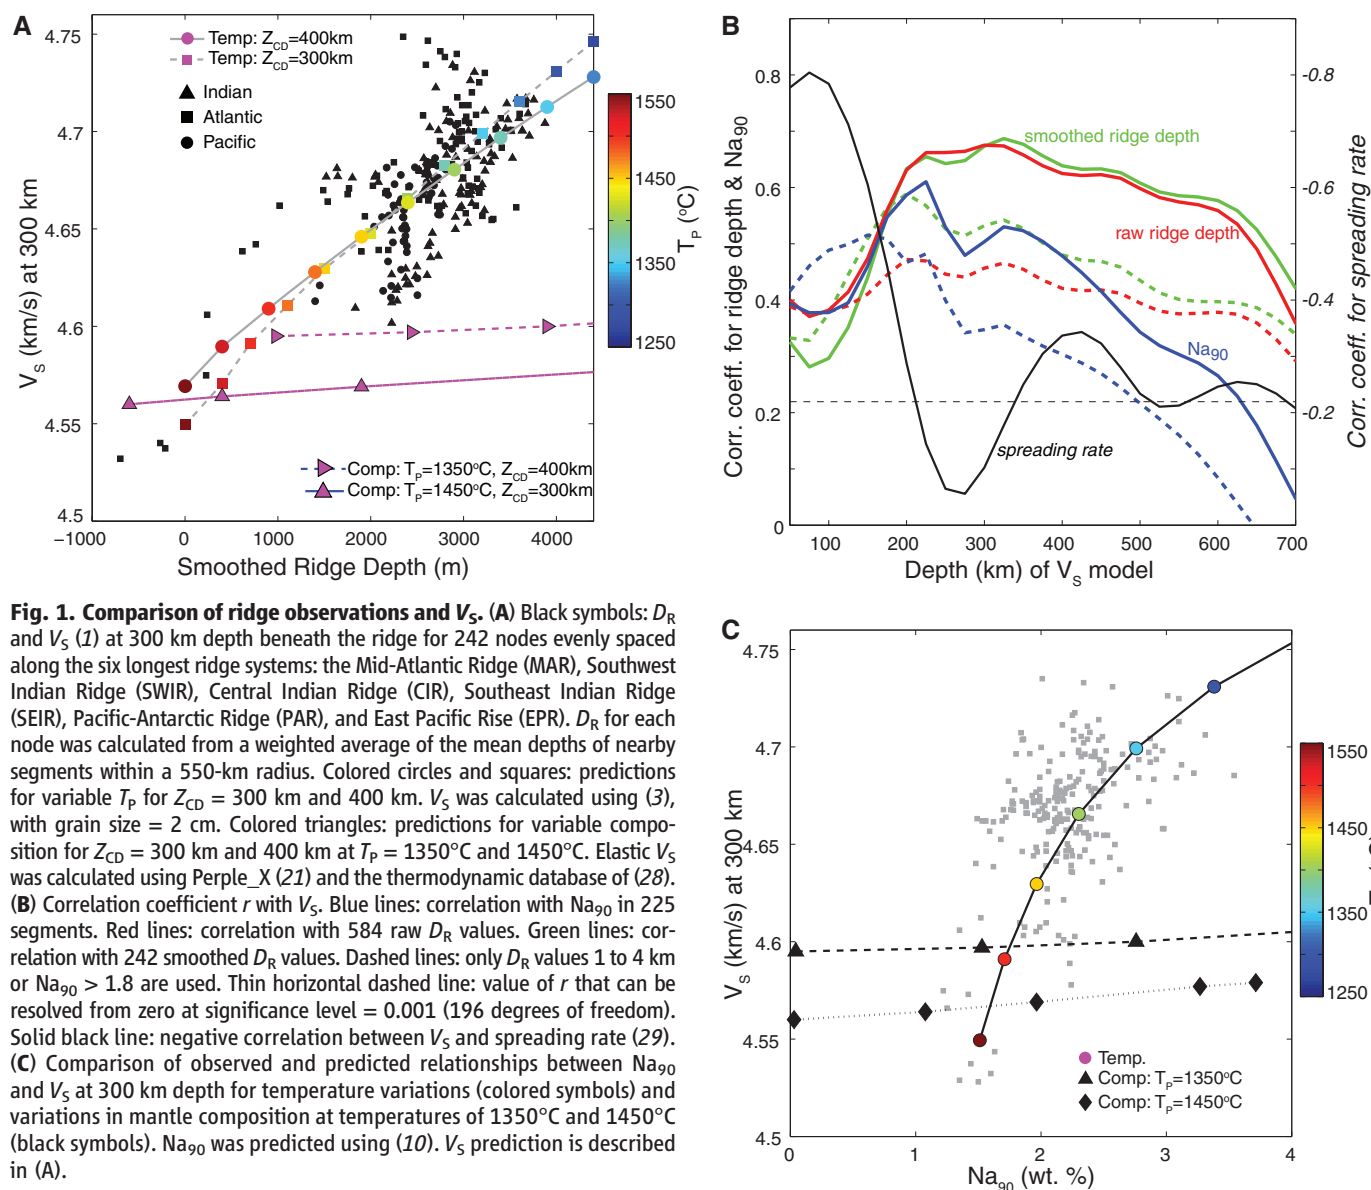 A
4.75
4.7
4.65
4.6
4.55
4.5
V_S (km/s) at 300 km
Temp: Z_CD=400km
Temp: Z_CD=300km
Indian
Atlantic
Pacific
Comp: T_P=1350°C, Z_CD=400km
Comp: T_P=1450°C, Z_CD=300km
−1000 0 1000 2000 3000 4000
Smoothed Ridge Depth (m)
1550
1450
1350
1250
T_P (°C)
B
0.8
0.6
0.4
0.2
0
Corr. coeff. for ridge depth & Na_90
smoothed ridge depth
raw ridge depth
Na_90
spreading rate
-0.8
-0.6
-0.4
-0.2
Corr. coeff. for spreading rate
100 200 300 400 500 600 700
Depth (km) of V_S model
Fig. 1. Comparison of ridge observations and V_S. (A) Black symbols: D_R
and V_S (1) at 300 km depth beneath the ridge for 242 nodes evenly spaced
along the six longest ridge systems: the Mid-Atlantic Ridge (MAR), Southwest
Indian Ridge (SWIR), Central Indian Ridge (CIR), Southeast Indian Ridge
(SEIR), Pacific-Antarctic Ridge (PAR), and East Pacific Rise (EPR). D_R for each
node was calculated from a weighted average of the mean depths of nearby
segments within a 550-km radius. Colored circles and squares: predictions
for variable T_P for Z_CD = 300 km and 400 km. V_S was calculated using (3),
with grain size = 2 cm. Colored triangles: predictions for variable compo-
sition for Z_CD = 300 km and 400 km at T_P = 1350°C and 1450°C. Elastic V_S
was calculated using Perple_X (21) and the thermodynamic database of (28).
(B) Correlation coefficient r with V_S. Blue lines: correlation with Na_90 in 225
segments. Red lines: correlation with 584 raw D_R values. Green lines: cor-
relation with 242 smoothed D_R values. Dashed lines: only D_R values 1 to 4 km
or Na_90 > 1.8 are used. Thin horizontal dashed line: value of r that can be
resolved from zero at significance level = 0.001 (196 degrees of freedom).
Solid black line: negative correlation between V_S and spreading rate (29).
(C) Comparison of observed and predicted relationships between Na_90
and V_S at 300 km depth for temperature variations (colored symbols) and
variations in mantle composition at temperatures of 1350°C and 1450°C
(black symbols). Na_90 was predicted using (10). V_S prediction is described
in (A).
C
4.75
4.7
4.65
4.6
4.55
4.5
V_S (km/s) at 300 km
Temp.
Comp: T_P=1350°C
Comp: T_P=1450°C
0 1 2 3 4
Na_90 (wt. %)
1550
1450
1350
1250